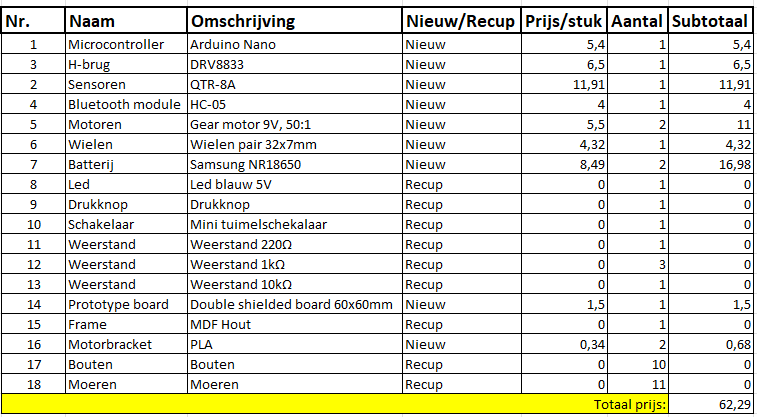 Nr. Naam Omschrijving Nieuw/Recup Prijs/stuk Aantal Subtotaal
1 Microcontroller Arduino Nano Nieuw 5,4 1 5,4
3 H-brug DRV8833 Nieuw 6,5 1 6,5
2 Sensoren QTR-8A Nieuw 11,91 1 11,91
4 Bluetooth module HC-05 Nieuw 4 1 4
5 Motoren Gear motor 9V, 50:1 Nieuw 5,5 2 11
6 Wielen Wielen pair 32x7mm Nieuw 4,32 1 4,32
7 Batterij Samsung NR18650 Nieuw 8,49 2 16,98
8 Led Led blauw 5V Recup 0 1 0
9 Drukknop Drukknop Recup 0 1 0
10 Schakelaar Mini tuimelschekalaar Recup 0 1 0
11 Weerstand Weerstand 220Ω Recup 0 1 0
12 Weerstand Weerstand 1kΩ Recup 0 3 0
13 Weerstand Weerstand 10kΩ Recup 0 1 0
14 Prototype board Double shielded board 60x60mm Nieuw 1,5 1 1,5
15 Frame MDF Hout Recup 0 1 0
16 Motorbracket PLA Nieuw 0,34 2 0,68
17 Bouten Bouten Recup 0 10 0
18 Moeren Moeren Recup 0 11 0
Totaal prijs: 62,29